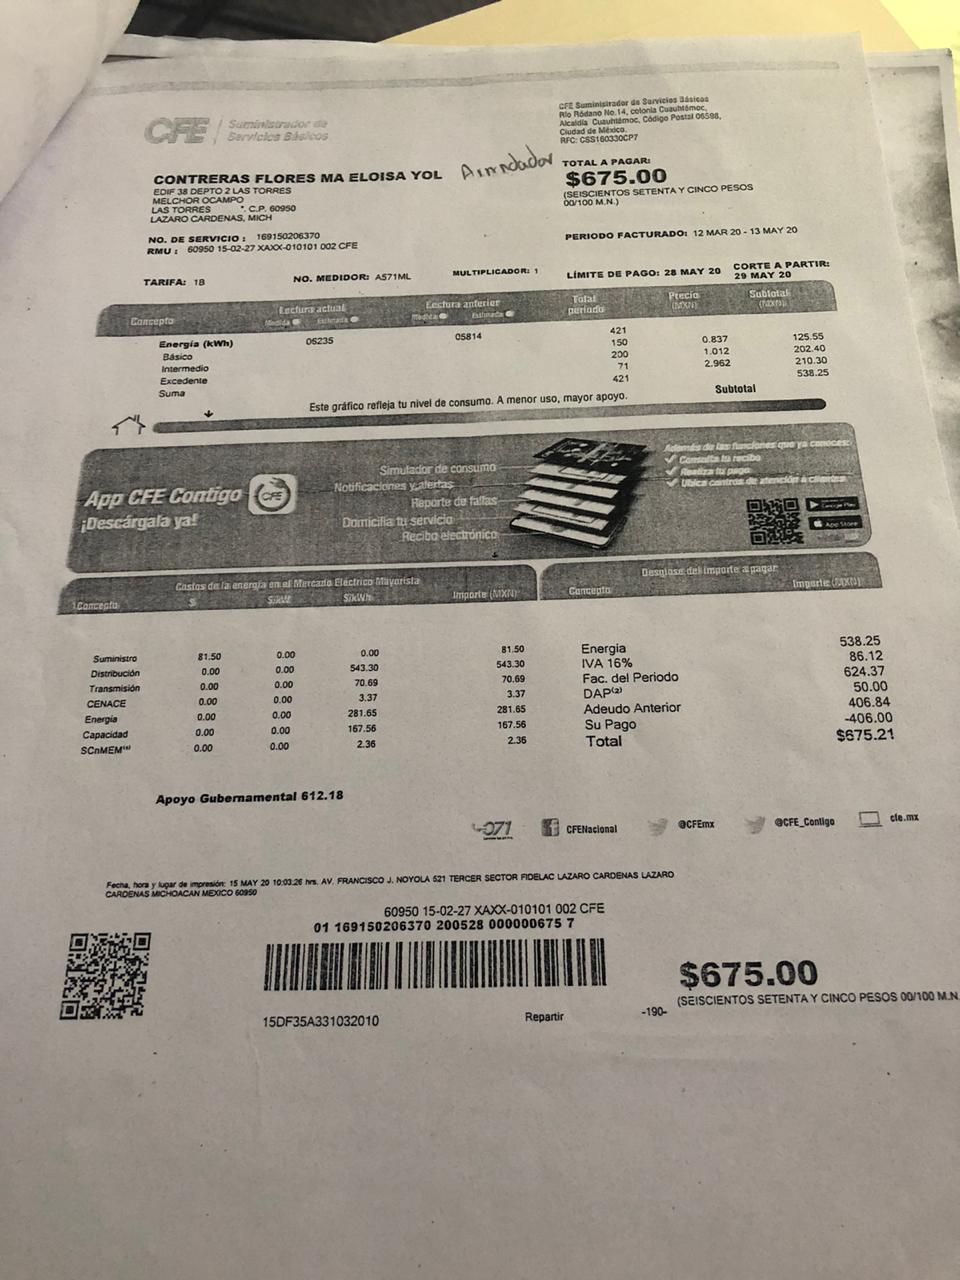 CFE Suministrador de
Servicios Básicos
CFE Suministrador de Servicios Básicos
Río Ródano No.14, colonia Cuauhtémoc,
Alcaldía Cuauhtémoc, Código Postal 06598,
Ciudad de México.
RFC: CSS160330CP7
CONTRERAS FLORES MA ELOISA YOL
EDIF 38 DEPTO 2 LAS TORRES
MELCHOR OCAMPO
LAS TORRES *. C.P. 60950
LAZARO CARDENAS, MICH
TOTAL A PAGAR:
$675.00
(SEISCIENTOS SETENTA Y CINCO PESOS
00/100 M.N.)
NO. DE SERVICIO : 169150206370
RMU : 60950 15-02-27 XAXX-010101 002 CFE
PERIODO FACTURADO: 12 MAR 20 - 13 MAY 20
TARIFA: 1B NO. MEDIDOR: A571ML MULTIPLICADOR: 1 LÍMITE DE PAGO: 28 MAY 20 CORTE A PARTIR:
29 MAY 20
Concepto Lectura actual Lectura anterior Total periodo Precio (MXN) Subtotal (MXN)
Medida Estimada Medida Estimada
Energía (kWh) 06235 05814 421
Básico 150 0.837 125.55
Intermedio 200 1.012 202.40
Excedente 71 2.962 210.30
Suma 421 Subtotal 538.25
Este gráfico refleja tu nivel de consumo. A menor uso, mayor apoyo.
App CFE Contigo
¡Descárgala ya!
CFE
Simulador de consumo
Notificaciones y alertas
Reporte de fallas
Domicilia tu servicio
Recibo electrónico
Además de las funciones que ya conoces:
Consulta tu recibo
Realiza tu pago
Ubica centros de atención a clientes
Google Play
App Store
Costos de la energía en el Mercado Eléctrico Mayorista
Concepto $ $/kW $/kWh Importe (MXN)
Suministro 81.50 0.00 0.00 81.50
Distribución 0.00 0.00 543.30 543.30
Transmisión 0.00 0.00 70.69 70.69
CENACE 0.00 0.00 3.37 3.37
Energía 0.00 0.00 281.65 281.65
Capacidad 0.00 0.00 167.56 167.56
SCnMEM 0.00 0.00 2.36 2.36
Desglose del importe a pagar
Concepto Importe (MXN)
Energía 538.25
IVA 16% 86.12
Fac. del Periodo 624.37
DAP(2) 50.00
Adeudo Anterior 406.84
Su Pago -406.00
Total $675.21
Apoyo Gubernamental 612.18
071 CFENacional @CFEmx @CFE_Contigo cfe.mx
Fecha, hora y lugar de impresión: 15 MAY 20 10:03:26 hrs. AV. FRANCISCO J. NOYOLA 521 TERCER SECTOR FIDELAC LAZARO CARDENAS LAZARO
CARDENAS MICHOACAN MEXICO 60950
60950 15-02-27 XAXX-010101 002 CFE
01 169150206370 200528 000000675 7
$675.00
(SEISCIENTOS SETENTA Y CINCO PESOS 00/100 M.N
15DF35A331032010 Repartir -190-